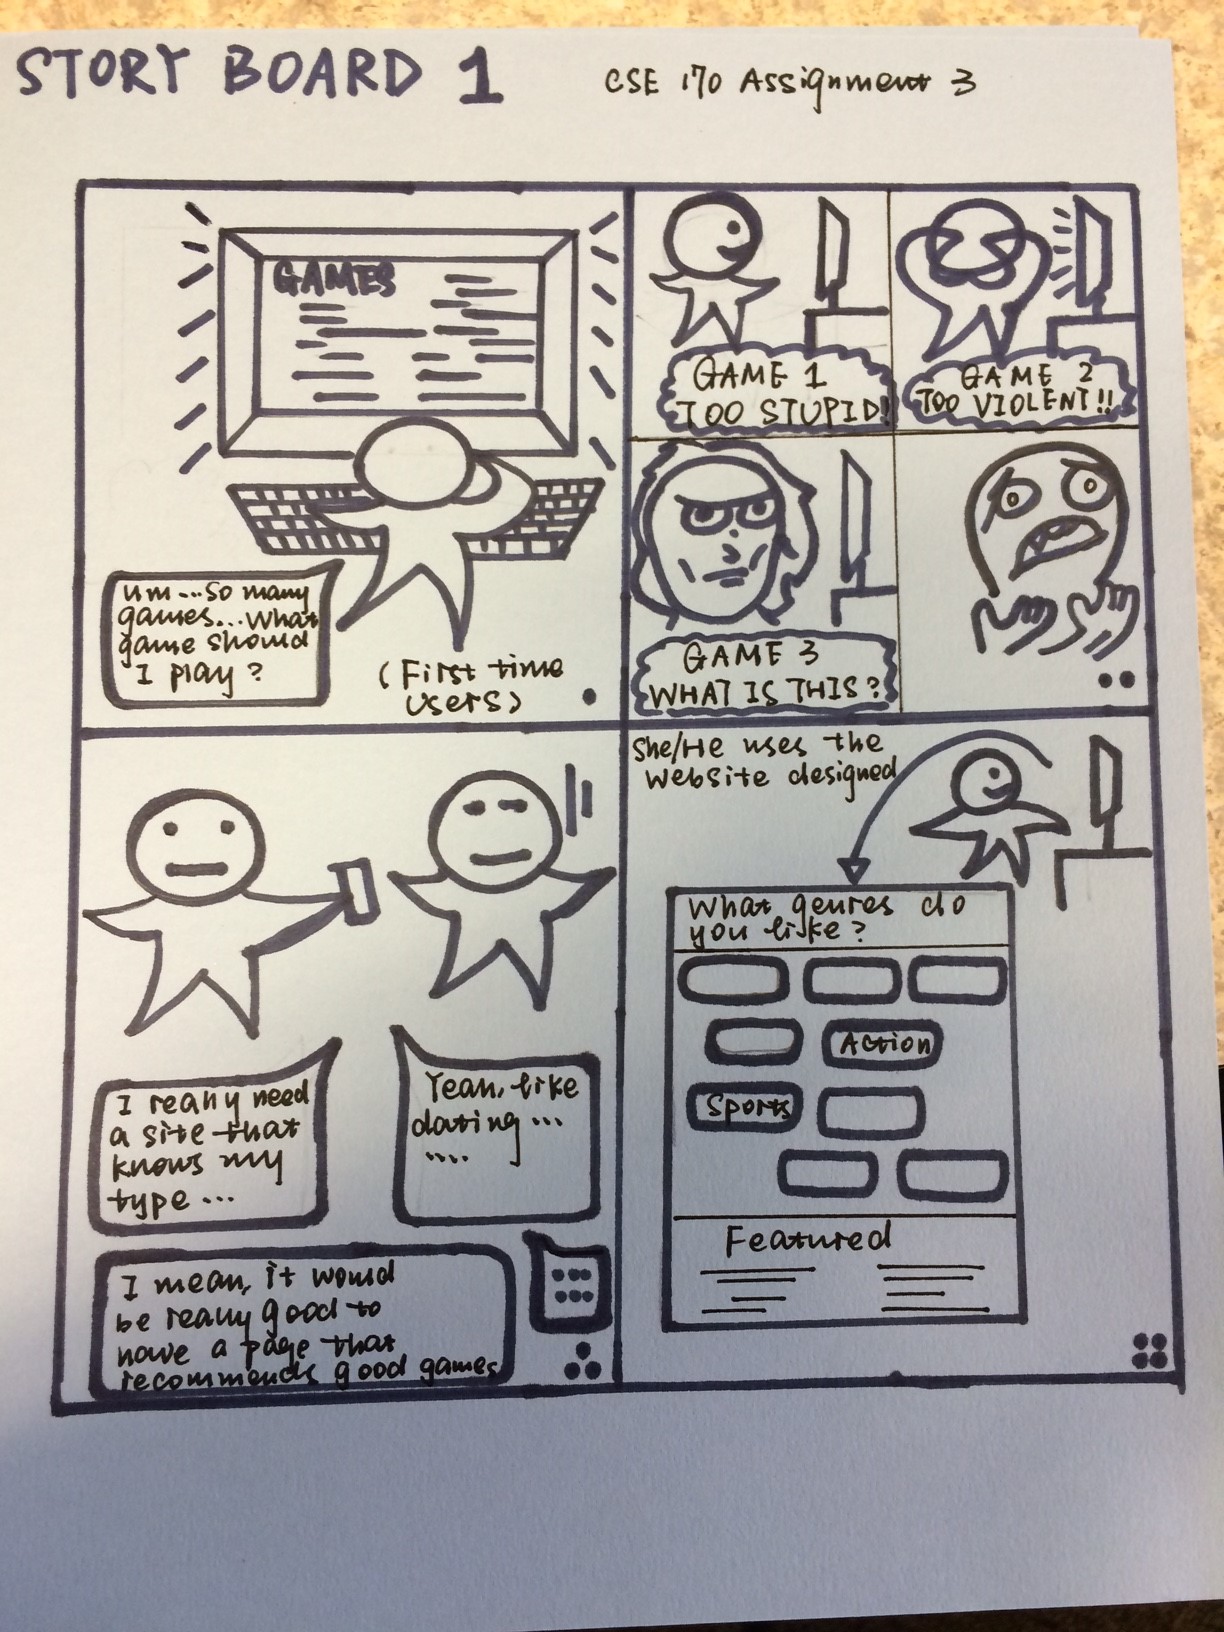 STORY BOARD 1
CSE 170 Assignment 3
GAMES
um...so many
games...what
game should
I play?
(First time
users)
GAME 1
TOO STUPID!
GAME 2
TOO VIOLENT!!
GAME 3
WHAT IS THIS?
I really need
a site that
knows my
type...
Yeah, like
dating...
....
I mean, it would
be really good to
have a page that
recommends good games
She/He uses the
website designed
What genres do
you like?
Action
Sports
Featured